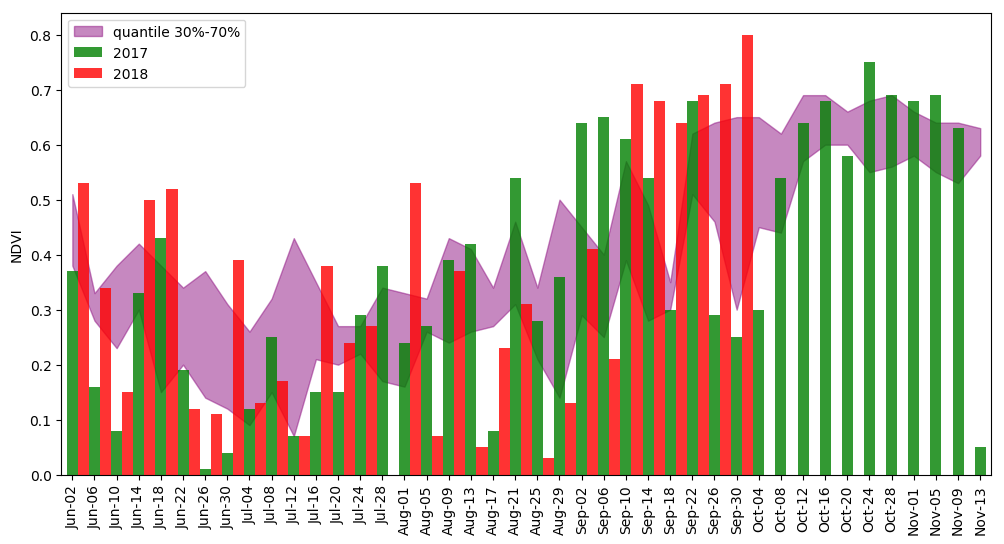 quantile 30%-70%
2017
2018
NDVI
0.8
0.7
0.6
0.5
0.4
0.3
0.2
0.1
0.0
Jun-02
Jun-06
Jun-10
Jun-14
Jun-18
Jun-22
Jun-26
Jun-30
Jul-04
Jul-08
Jul-12
Jul-16
Jul-20
Jul-24
Jul-28
Aug-01
Aug-05
Aug-09
Aug-13
Aug-17
Aug-21
Aug-25
Aug-29
Sep-02
Sep-06
Sep-10
Sep-14
Sep-18
Sep-22
Sep-26
Sep-30
Oct-04
Oct-08
Oct-12
Oct-16
Oct-20
Oct-24
Oct-28
Nov-01
Nov-05
Nov-09
Nov-13